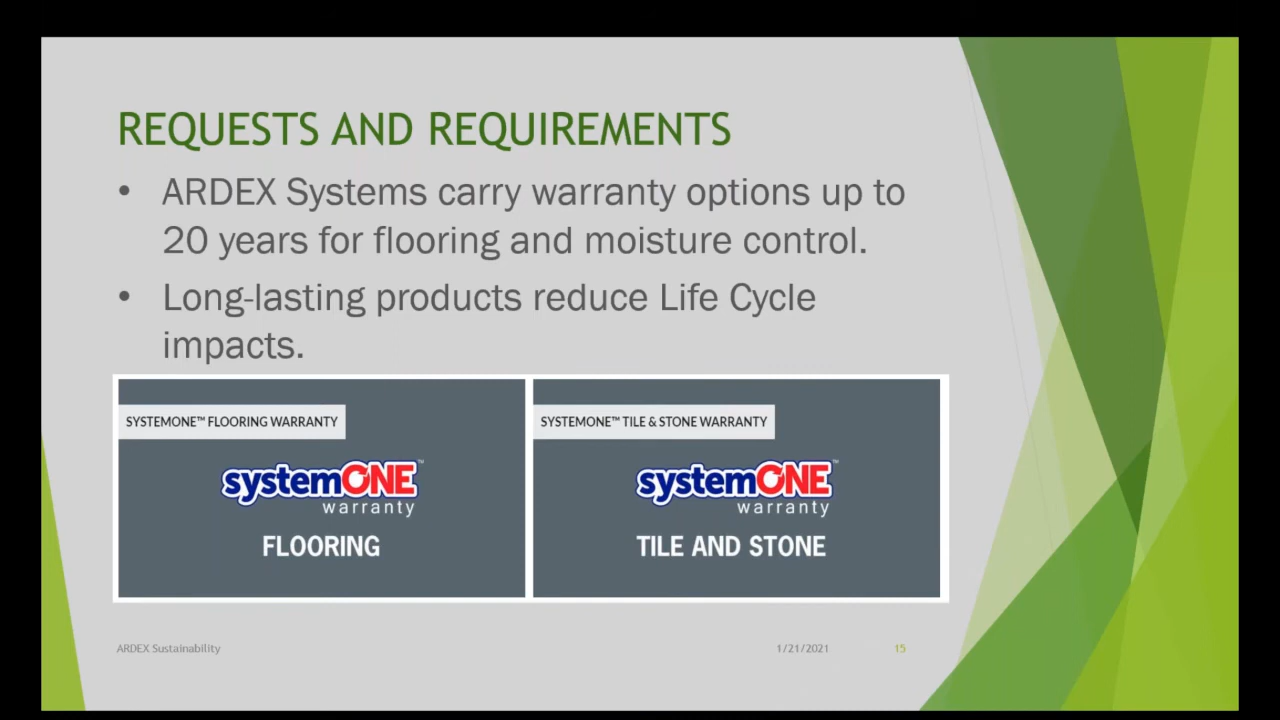 REQUESTS AND REQUIREMENTS
• ARDEX Systems carry warranty options up to
20 years for flooring and moisture control.
• Long-lasting products reduce Life Cycle
impacts.
SYSTEMONE™ FLOORING WARRANTY
systemONE™
warranty
FLOORING
SYSTEMONE™ TILE & STONE WARRANTY
systemONE™
warranty
TILE AND STONE
ARDEX Sustainability
1/21/2021
15